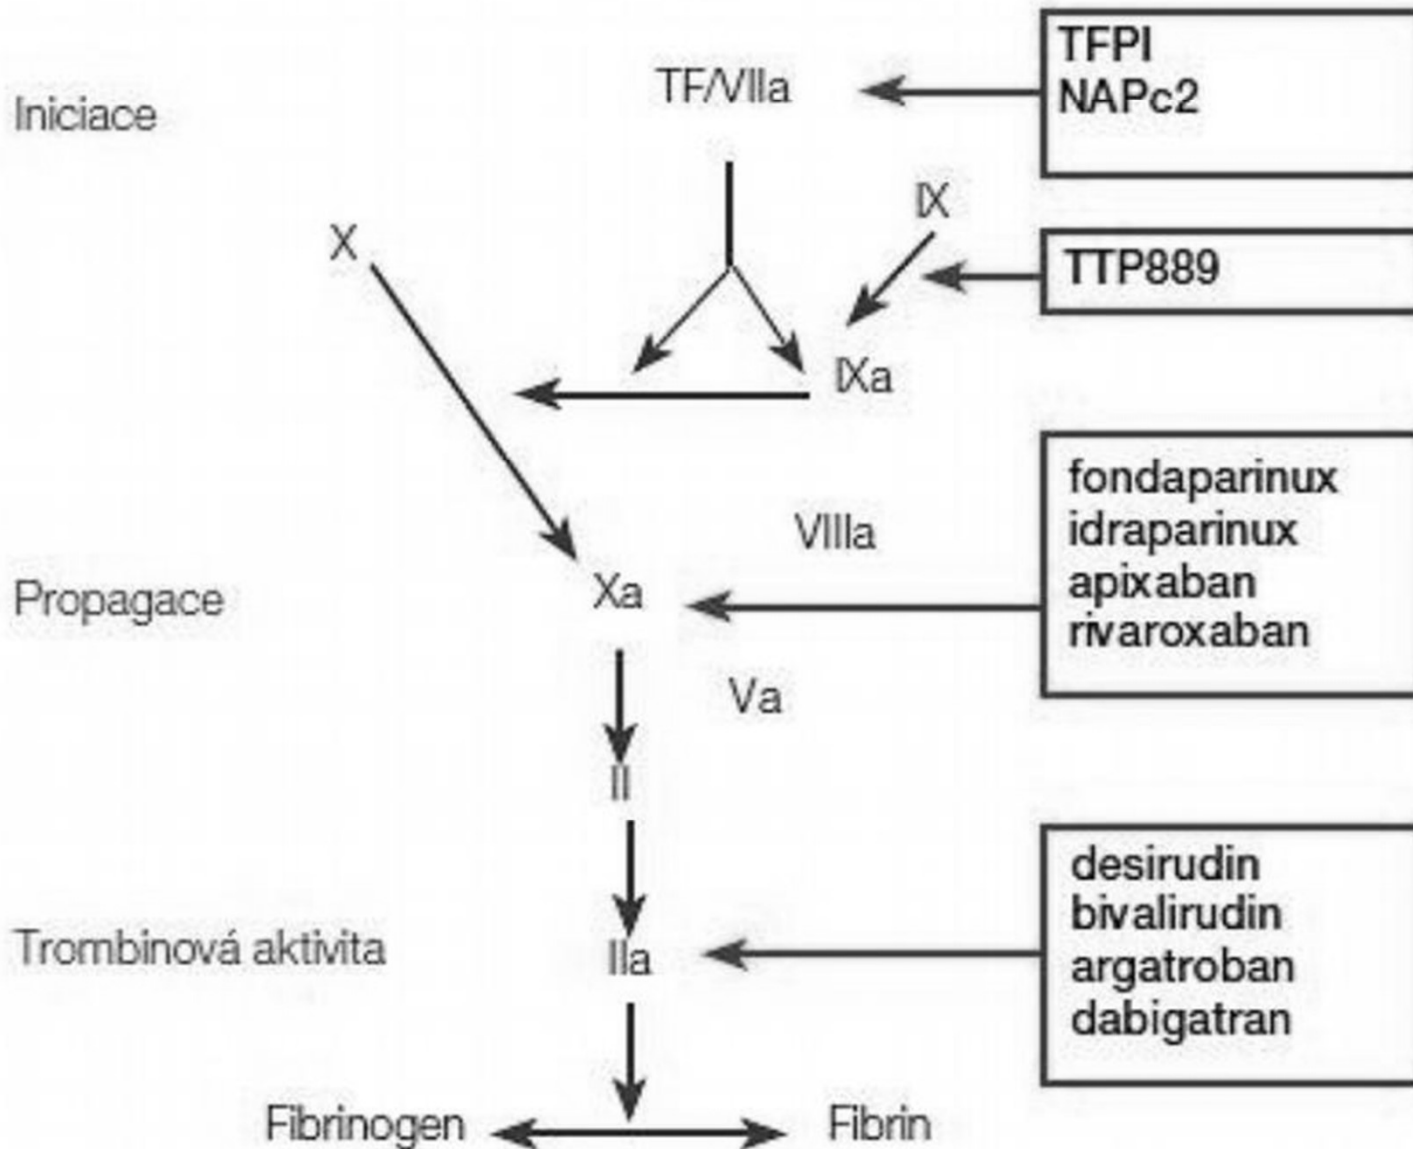 TFPI
NAPc2
TF/VIIa
Iniciace
IX
X
TTP889
IXa
fondaparinux
idraparinux
apixaban
rivaroxaban
VIIIa
Xa
Propagace
Va
II
desirudin
bivalirudin
argatroban
dabigatran
Trombinová aktivita
IIa
Fibrinogen
Fibrin